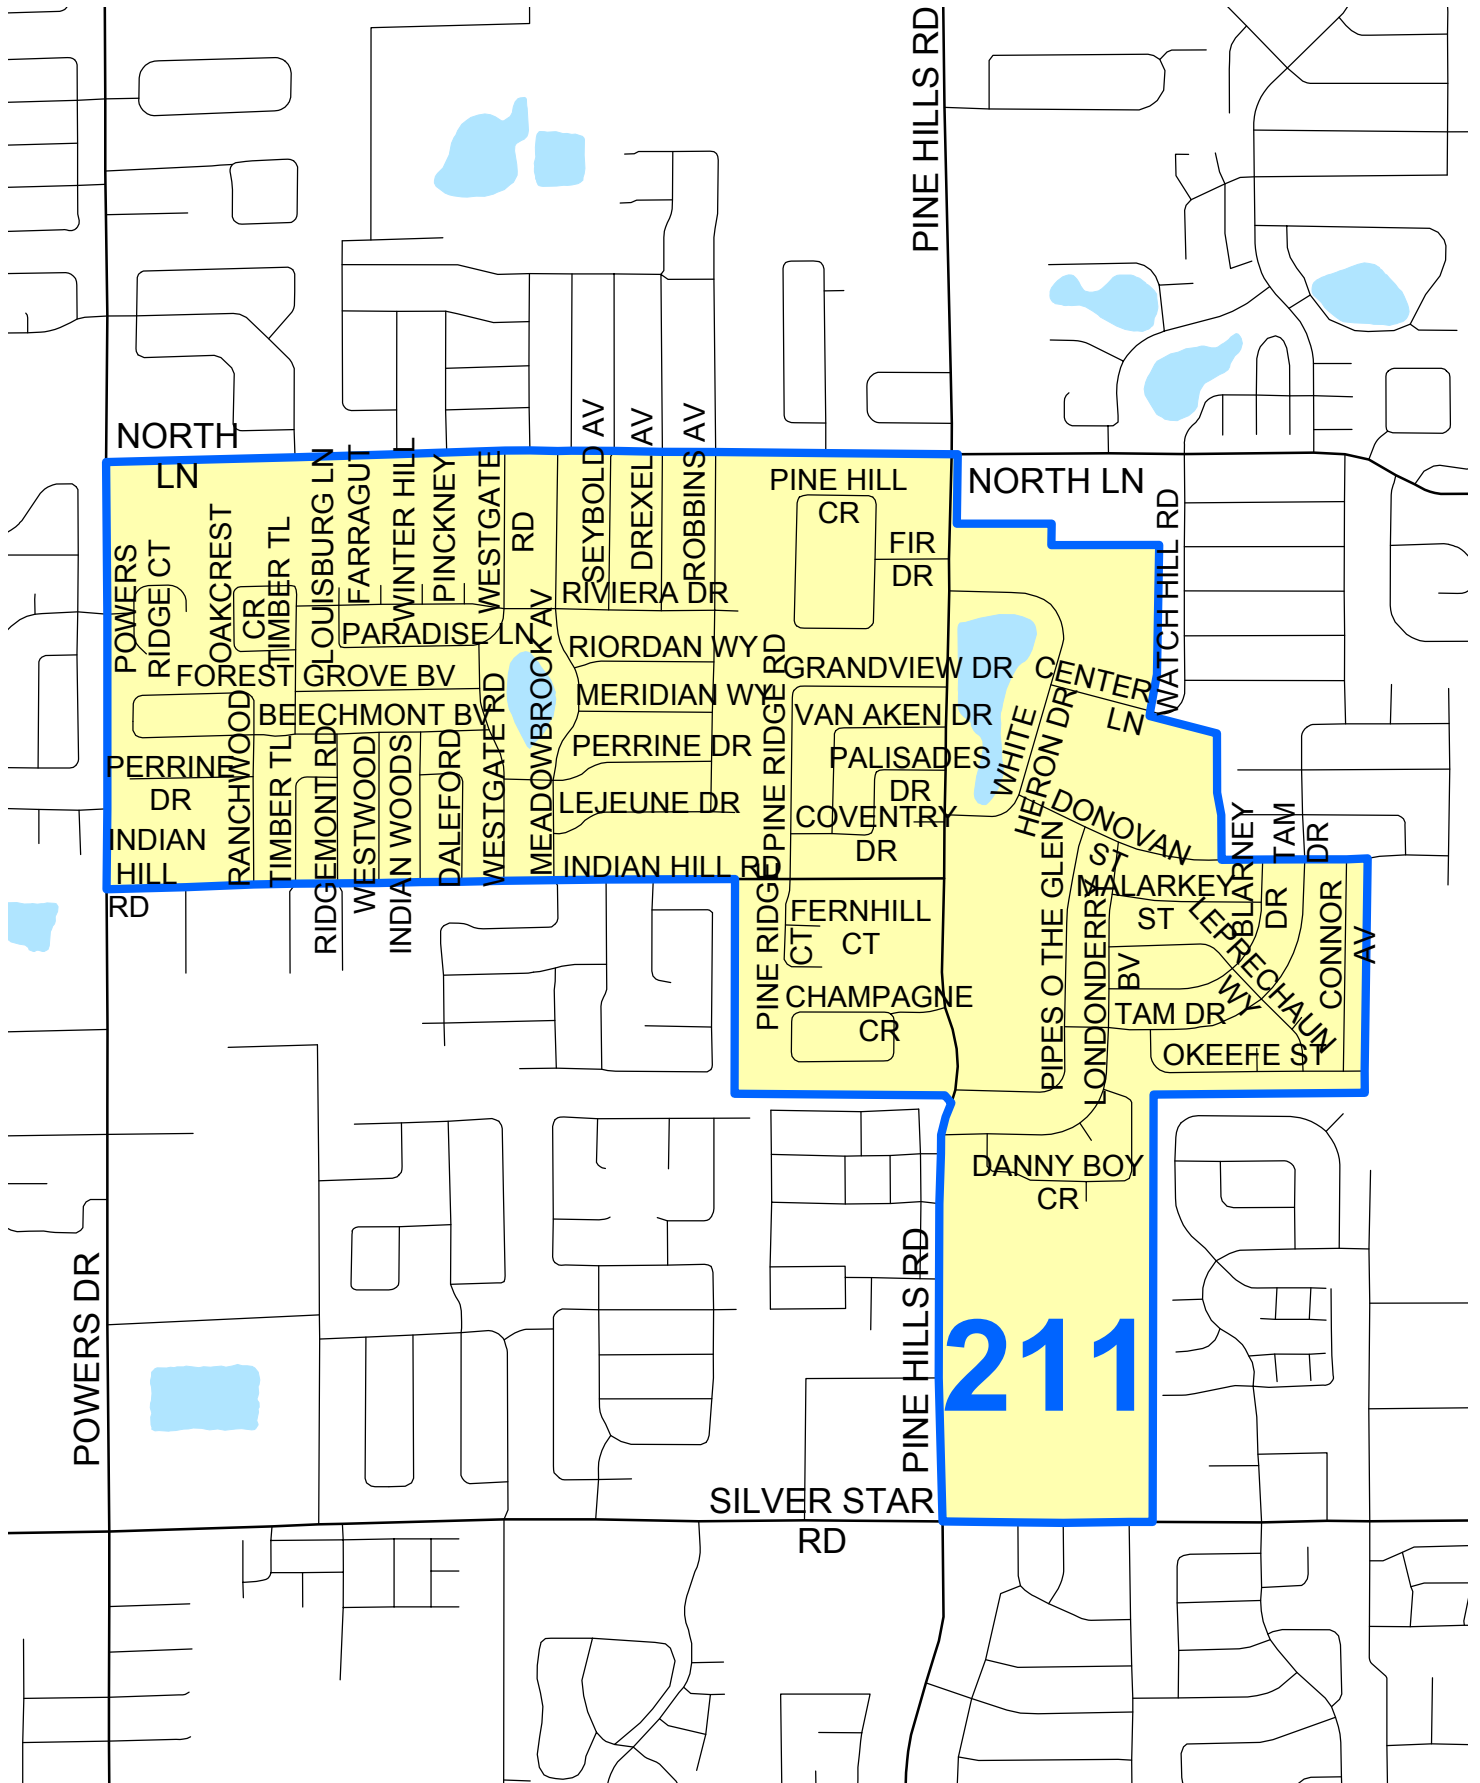 PINE HILLS RD
NORTH
LN
NORTH LN
PINE HILL
CR
FIR
DR
SEYBOLD AV
DREXEL AV
ROBBINS AV
WESTGATE
RD
PINCKNEY
WINTER HILL
FARRAGUT
LOUISBURG LN
TIMBER TL
OAKCREST
CR
POWERS
RIDGE CT
WATCH HILL RD
RIVIERA DR
PARADISE LN
RIORDAN WY
FOREST GROVE BV
MERIDIAN WY
GRANDVIEW DR
CENTER
LN
BEECHMONT BV
VAN AKEN DR
PERRINE DR
PALISADES
DR
WHITE
HERON DR
PERRINE
DR
RANCHWOOD
TIMBER TL
RIDGEMONT RD
WESTWOOD
INDIAN WOODS
DALEFORD
WESTGATE RD
MEADOWBROOK AV
LEJEUNE DR
PINE RIDGE RD
COVENTRY
DR
DONOVAN
ST
INDIAN
HILL
RD
INDIAN HILL RD
MALARKEY
ST
BLARNEY
DR
TAM
DR
PINE RIDGE
CT
FERNHILL
CT
LEPRECHAUN
WY
CONNOR
AV
CHAMPAGNE
CR
PIPES O THE GLEN
LONDONDERRY
BV
TAM DR
OKEEFE ST
DANNY BOY
CR
POWERS DR
PINE HILLS RD
211
SILVER STAR
RD